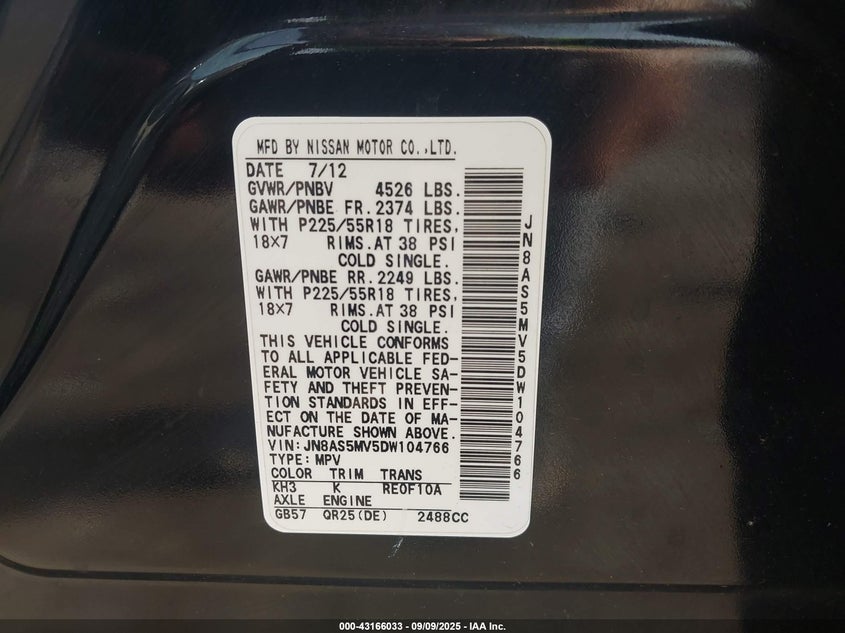 MFD BY NISSAN MOTOR CO.,LTD.
DATE 7/12
GVWR/PNBV 4526 LBS.
GAWR/PNBE FR.2374 LBS.
WITH P225/55R18 TIRES,
18×7 RIMS.AT 38 PSI
COLD SINGLE.
GAWR/PNBE RR.2249 LBS.
WITH P225/55R18 TIRES,
18×7 RIMS.AT 38 PSI
COLD SINGLE.
THIS VEHICLE CONFORMS
TO ALL APPLICABLE FED-
ERAL MOTOR VEHICLE SA-
FETY AND THEFT PREVEN-
TION STANDARDS IN EFF-
ECT ON THE DATE OF MA-
NUFACTURE SHOWN ABOVE.
VIN:JN8AS5MV5DW104766
TYPE:MPV
COLOR TRIM TRANS
KH3 K RE0F10A
AXLE ENGINE
GB57 QR25(DE) 2488CC
JN8AS5MV5DW104766
000-43166033 - 09/09/2025 - IAA Inc.